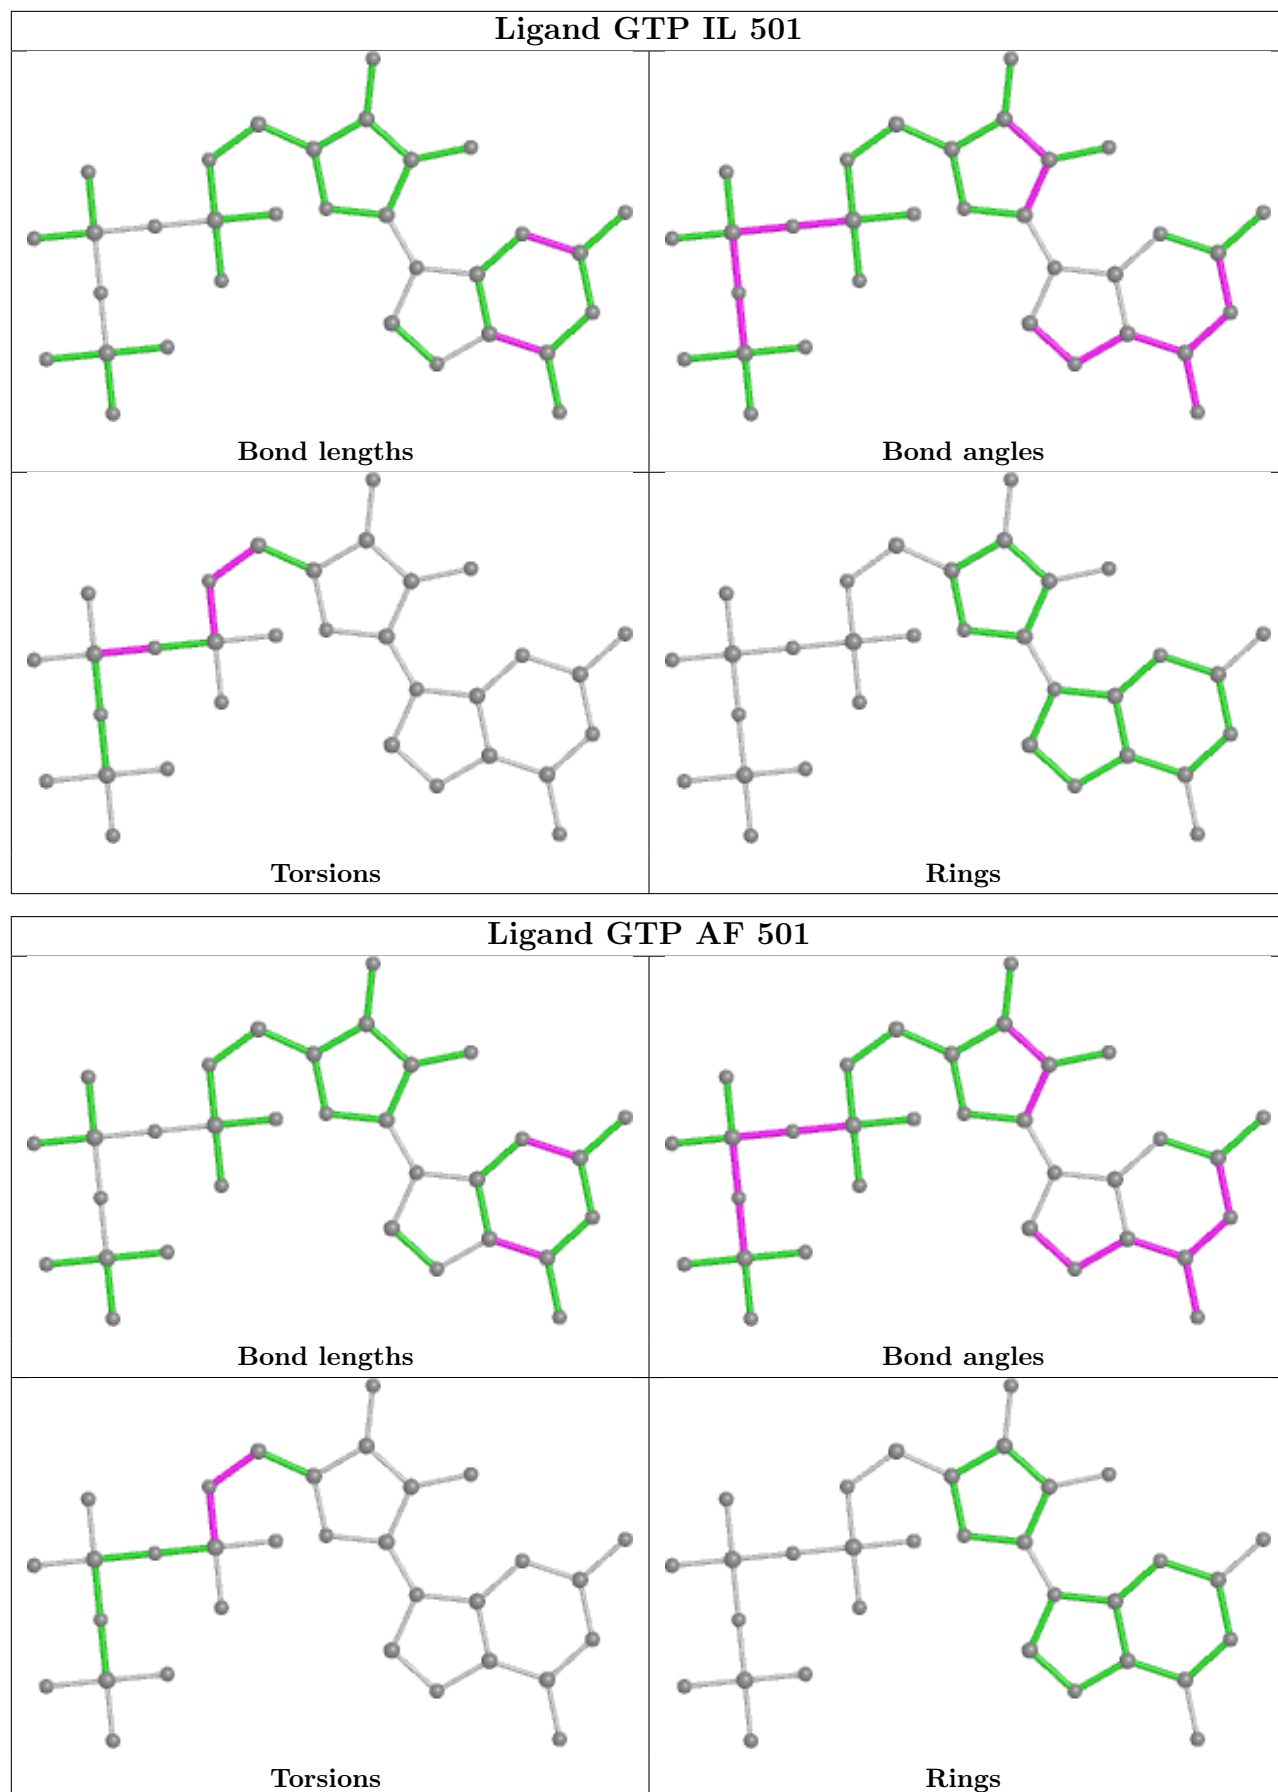 Ligand GTP IL 501
Bond lengths
Bond angles
Torsions
Rings
Ligand GTP AF 501
Bond lengths
Bond angles
Torsions
Rings